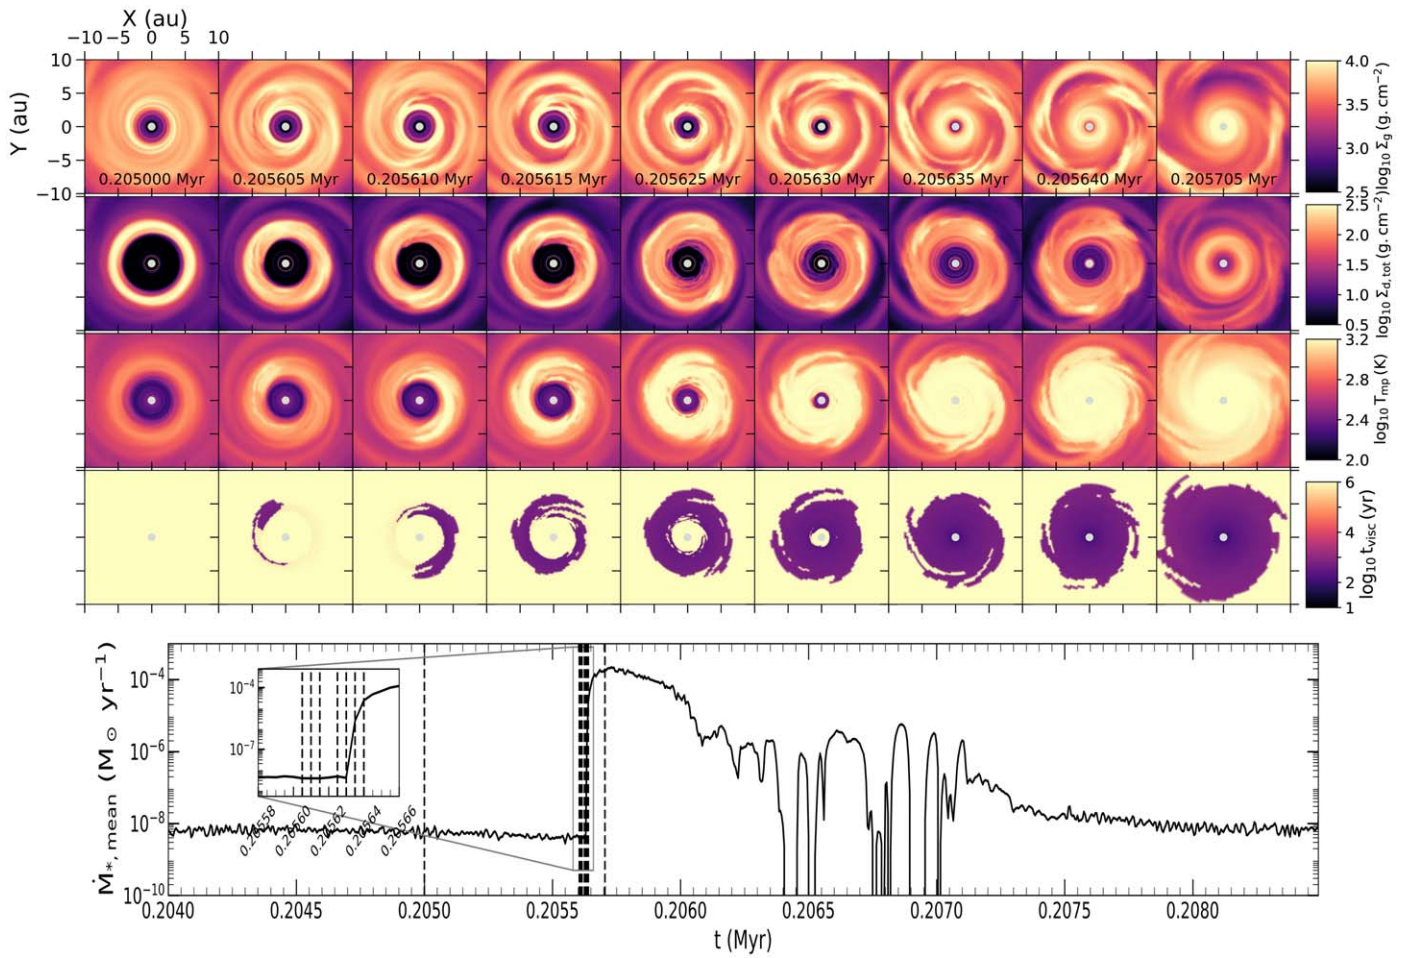 X (au)
−10 −5 0 5 10
Y (au)
10
5
0
−5
−10
0.205000 Myr 0.205605 Myr 0.205610 Myr 0.205615 Myr 0.205625 Myr 0.205630 Myr 0.205635 Myr 0.205640 Myr 0.205705 Myr
4.0
3.5
3.0
2.5
log₁₀ Σg (g. cm⁻²)
2.5
2.0
1.5
1.0
0.5
log₁₀ Σd,tot (g. cm⁻²)
3.2
2.8
2.4
2.0
log₁₀ Tmp (K)
6
4
2
1
log₁₀ tvisc (yr)
Ṁ*, mean (M⊙ yr⁻¹)
10⁻⁴
10⁻⁶
10⁻⁸
10⁻¹⁰
10⁻⁴
10⁻⁷
0.20558 0.20560 0.20562 0.20564 0.20566
0.2040 0.2045 0.2050 0.2055 0.2060 0.2065 0.2070 0.2075 0.2080
t (Myr)